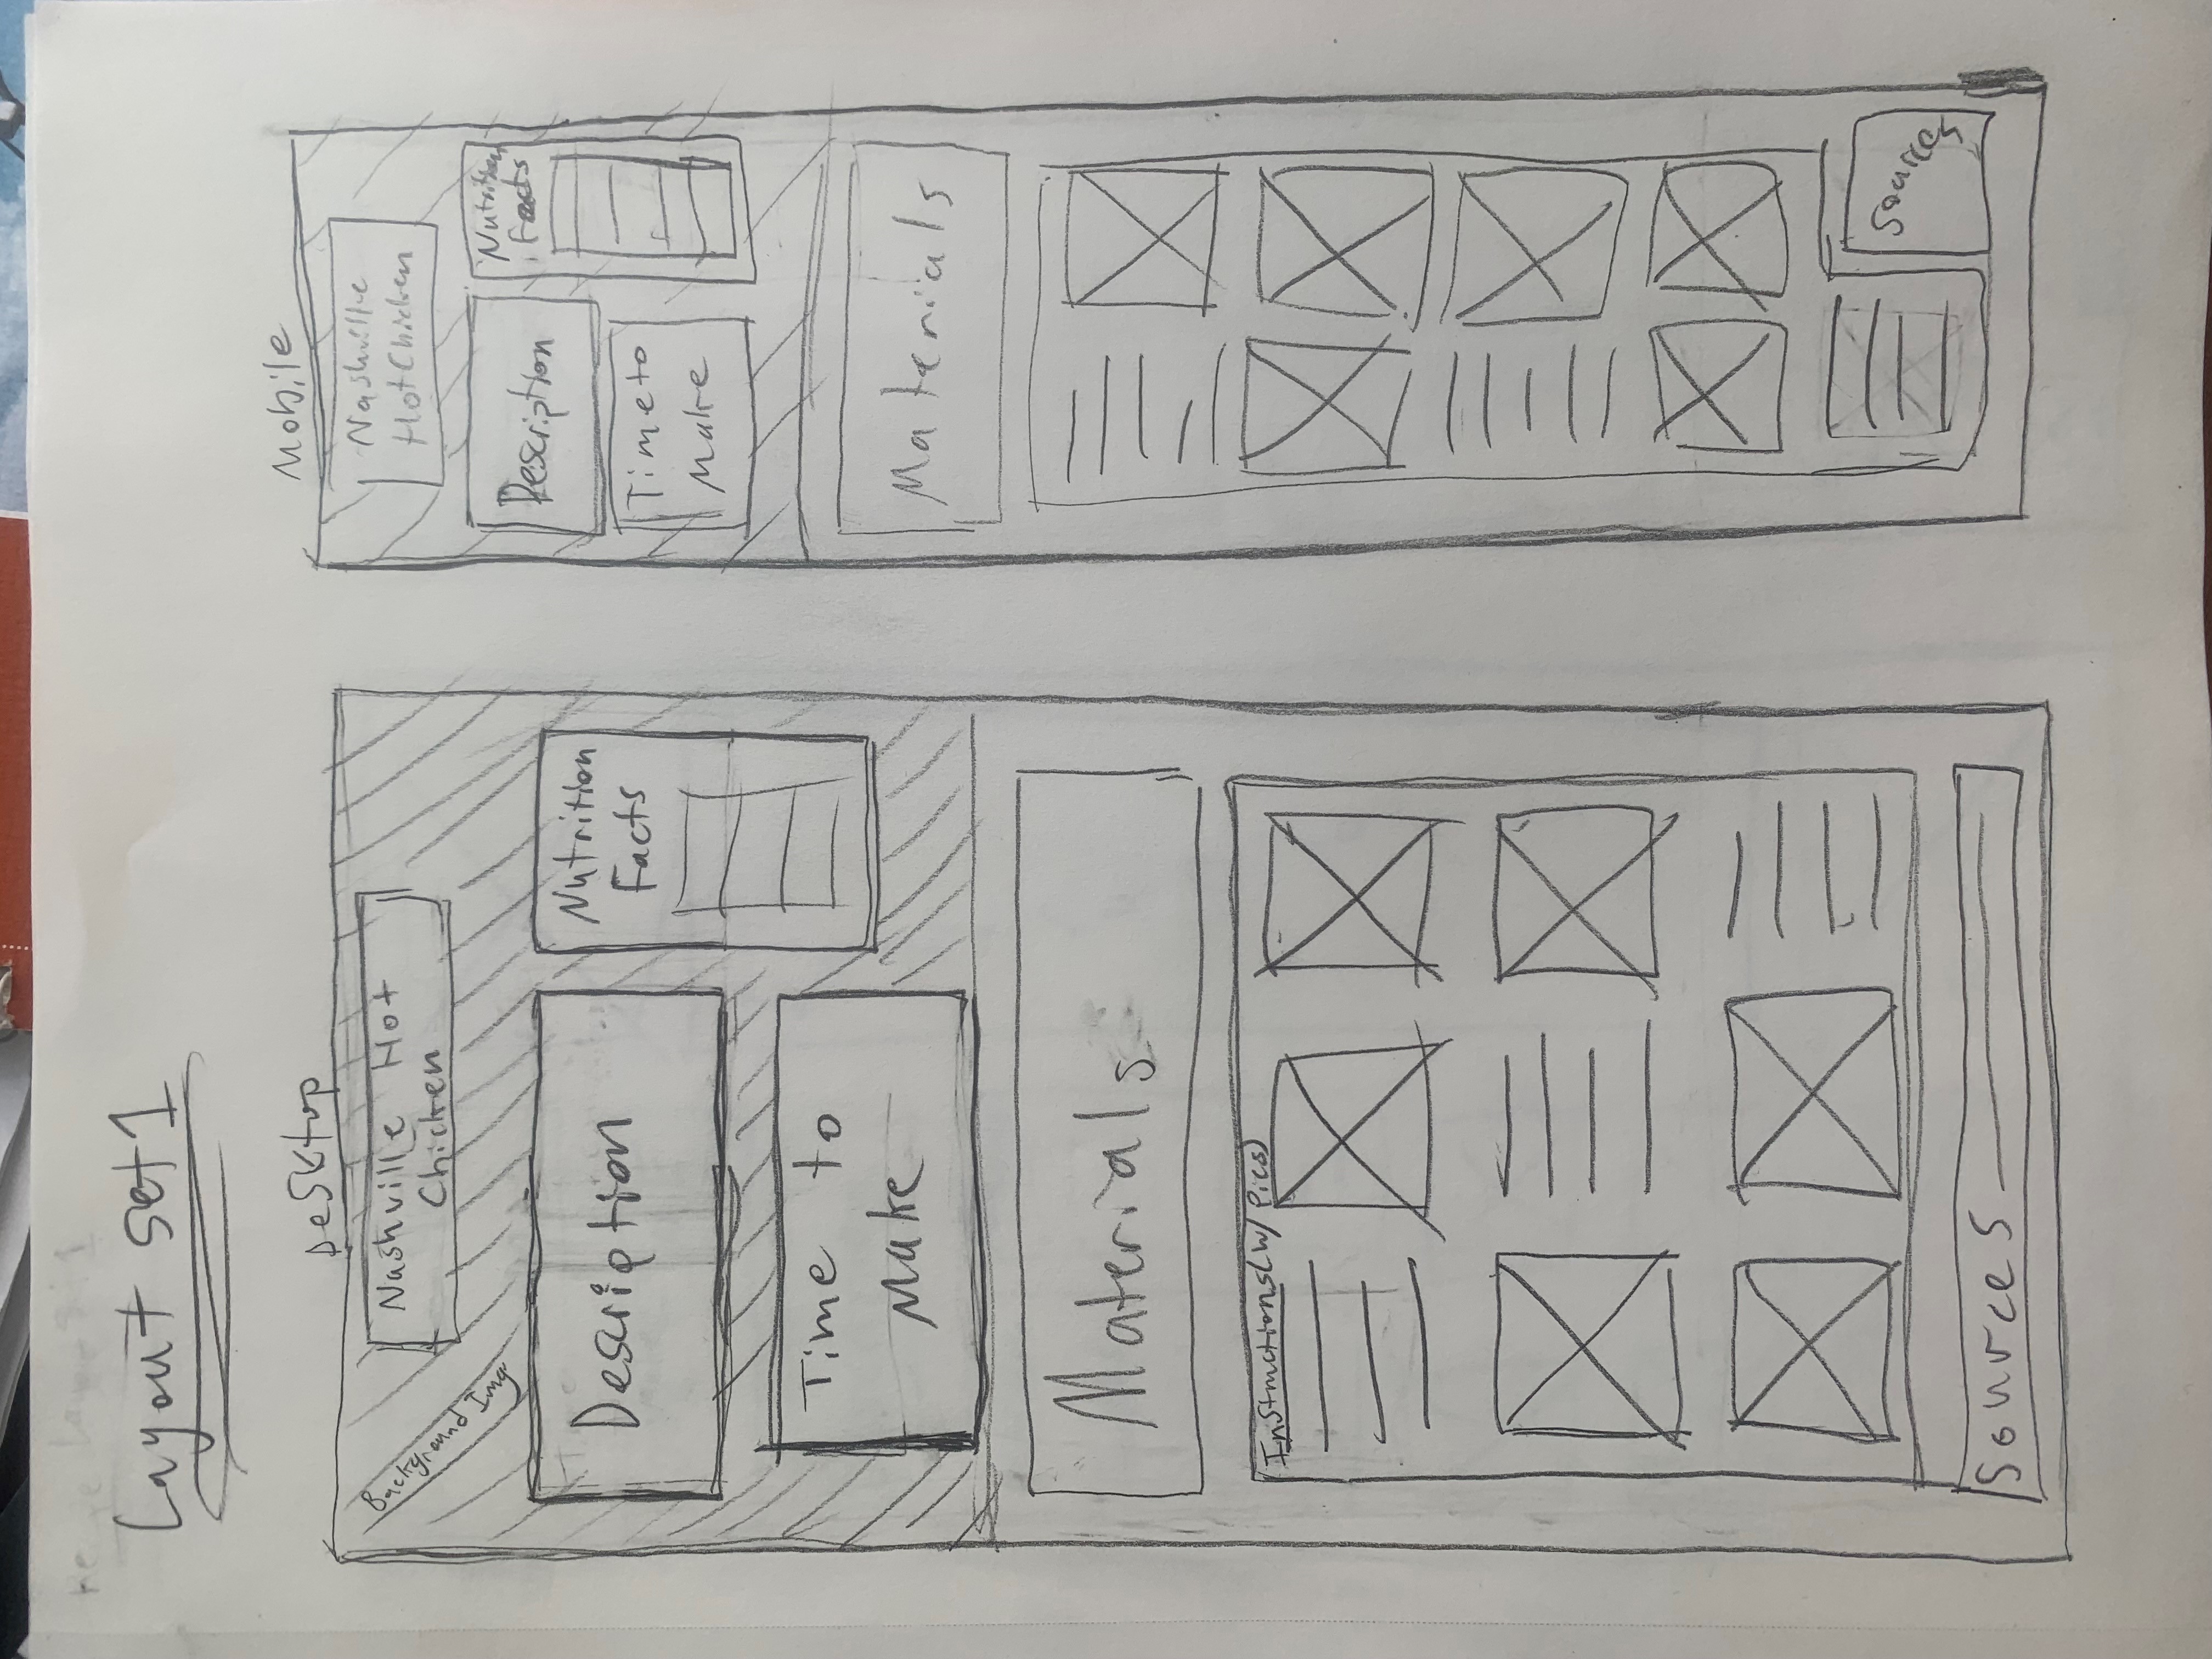 Layout Set 1
Desktop
Nashville Hot
Chicken
Background Img
Description
Nutrition
Facts
Time to
Make
Materials
Instructions(w/Pics)
Sources
Mobile
Nashville
Hot Chicken
Description
Nutrition
Facts
Time to
Make
Materials
Sources